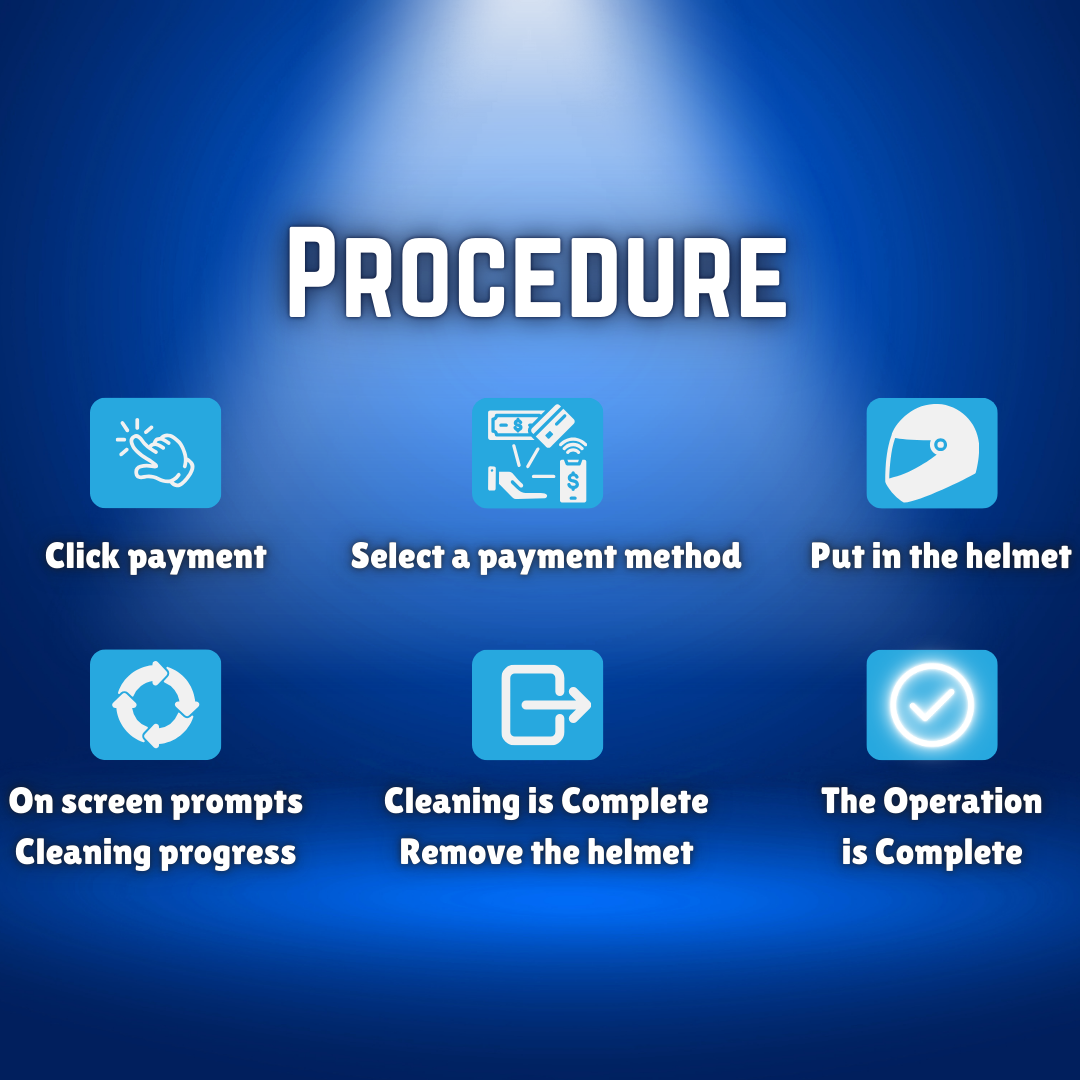 Procedure
Click payment
Select a payment method
Put in the helmet
On screen prompts
Cleaning progress
Cleaning is Complete
Remove the helmet
The Operation
is Complete